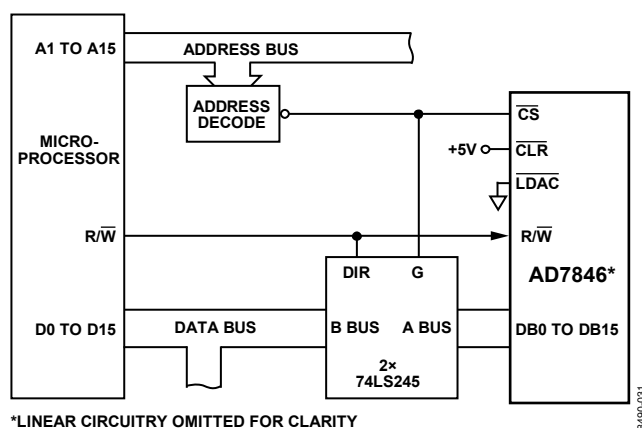 A1 TO A15
ADDRESS BUS
ADDRESS
DECODE
MICRO-
PROCESSOR
CS
+5V
CLR
LDAC
R/W
R/W
DIR
G
AD7846*
D0 TO D15
DATA BUS
B BUS
A BUS
DB0 TO DB15
2×
74LS245
*LINEAR CIRCUITRY OMITTED FOR CLARITY